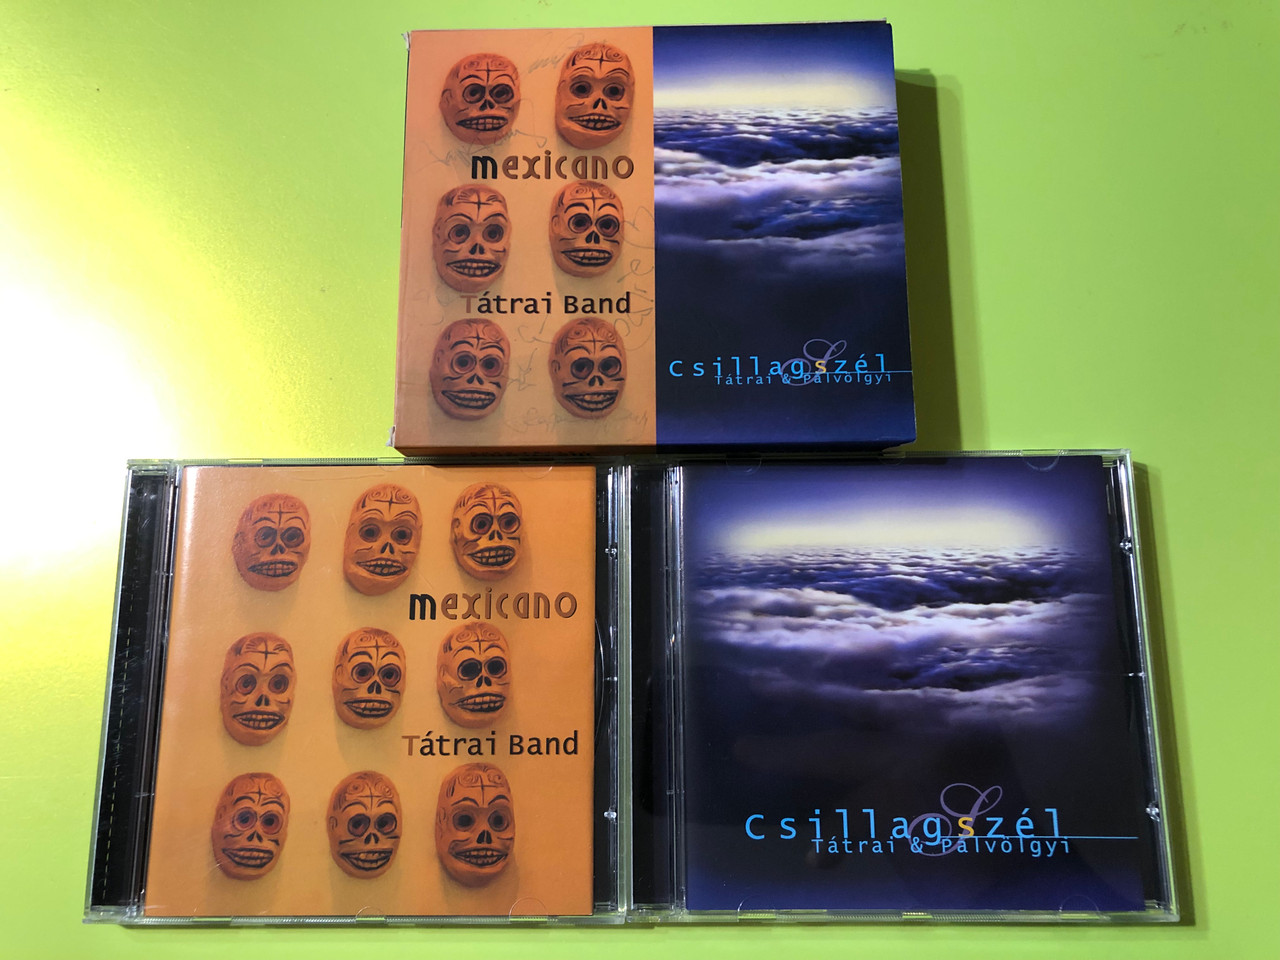 mexicano
Tátrai Band
Csillagszél
Tátrai & Pálvölgyi
mexicano
Tátrai Band
S
Csillagszél
Tátrai & Pálvölgyi